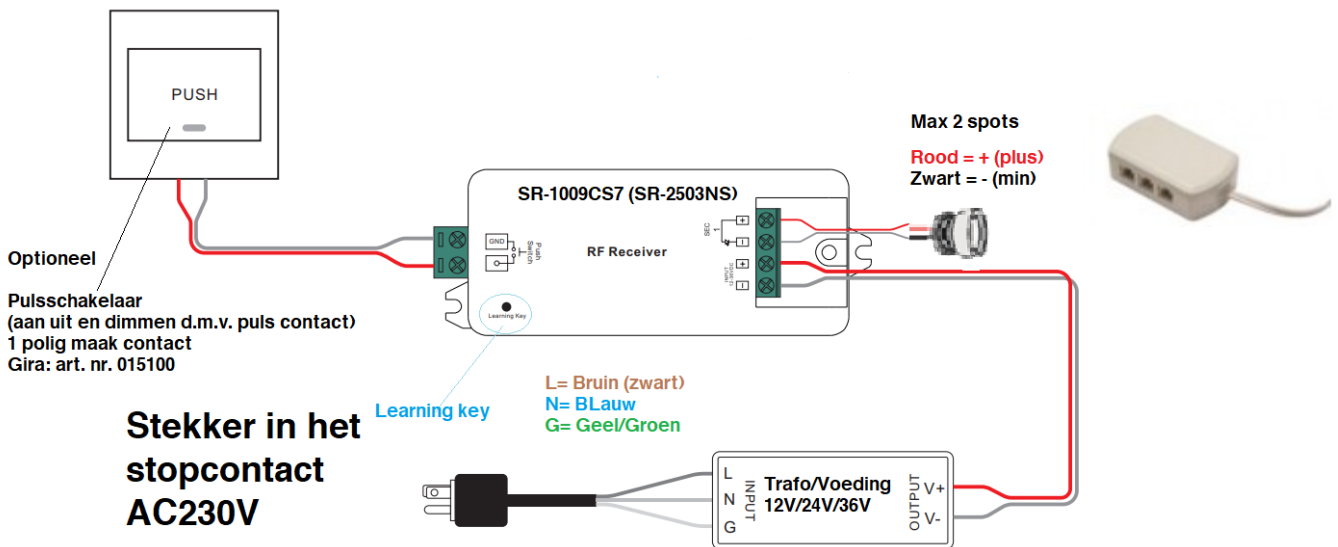 PUSH
Optioneel
Pulsschakelaar
(aan uit en dimmen d.m.v. puls contact)
1 polig maak contact
Gira: art. nr. 015100
SR-1009CS7 (SR-2503NS)
RF Receiver
GND
Push
Switch
Learning Key
SEC
1
+
-
+
-
Max 2 spots
Rood = + (plus)
Zwart = - (min)
Learning key
L= Bruin (zwart)
N= BLauw
G= Geel/Groen
Stekker in het
stopcontact
AC230V
L
N
G
INPUT
Trafo/Voeding
12V/24V/36V
OUTPUT
V+
V-